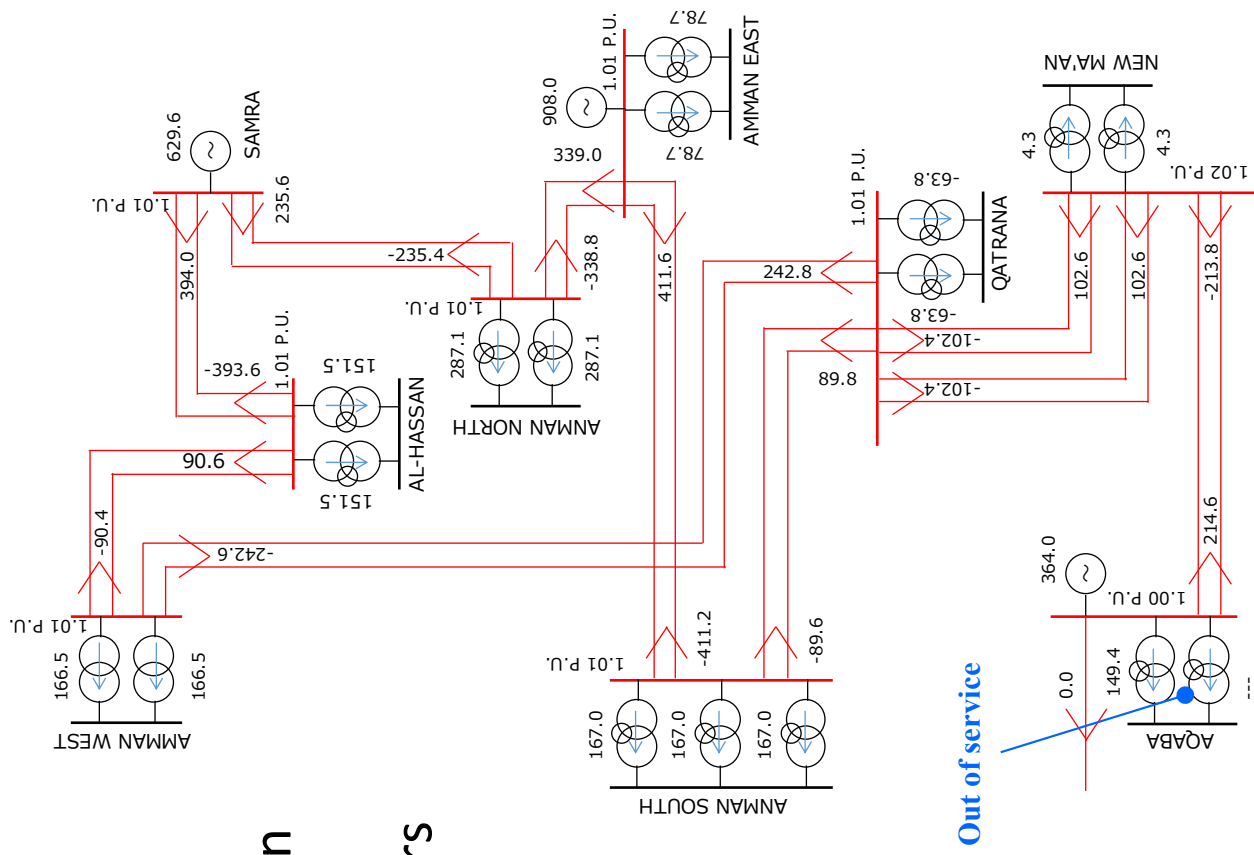 629.6
SAMRA
1.01 P.U.
235.6
394.0
-235.4
-393.6
1.01 P.U.
151.5
151.5
AL-HASSAN
90.6
-90.4
1.01 P.U.
166.5
166.5
AMMAN WEST
-242.6
908.0
1.01 P.U.
78.7
78.7
AMMAN EAST
339.0
-338.8
411.6
1.01 P.U.
287.1
287.1
ANMAN NORTH
1.01 P.U.
-63.8
-63.8
QATRANA
242.8
89.8
-102.4
-102.4
NEW MA'AN
4.3
4.3
1.02 P.U.
102.6
102.6
-213.8
1.01 P.U.
-411.2
-89.6
167.0
167.0
167.0
ANMAN SOUTH
364.0
1.00 P.U.
214.6
0.0
149.4
---
AQABA
Out of service
n
rs
~
~
~